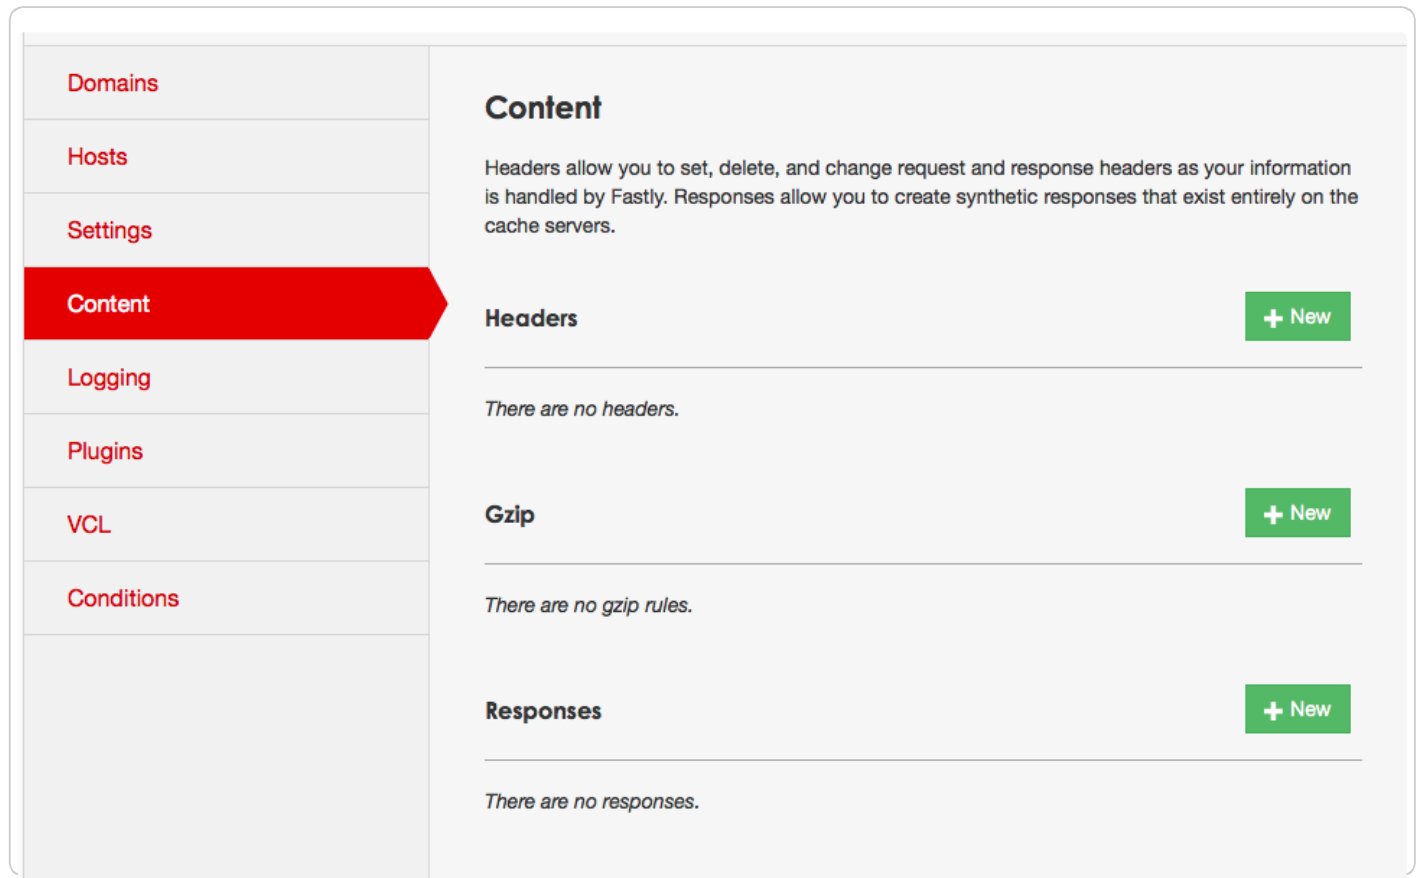 Domains
Hosts
Settings
Content
Logging
Plugins
VCL
Conditions
Content
Headers allow you to set, delete, and change request and response headers as your information
is handled by Fastly. Responses allow you to create synthetic responses that exist entirely on the
cache servers.
Headers
New
There are no headers.
Gzip
New
There are no gzip rules.
Responses
New
There are no responses.